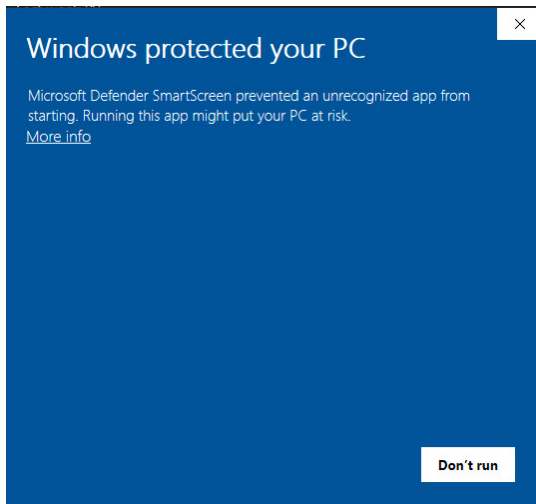 Windows protected your PC
Microsoft Defender SmartScreen prevented an unrecognized app from
starting. Running this app might put your PC at risk.
More info
Don't run